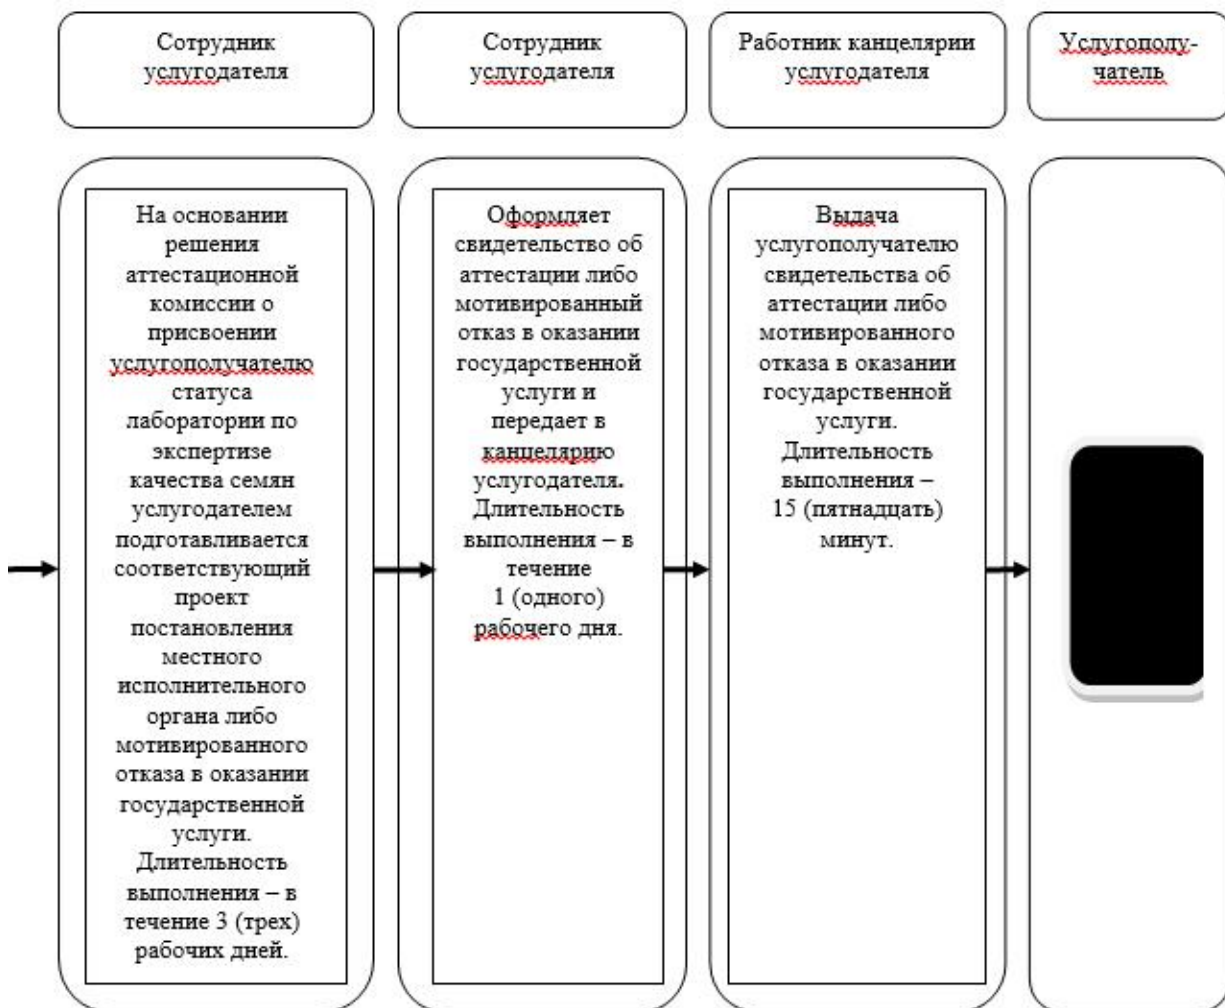 Сотрудник
услугодателя
Сотрудник
услугодателя
Работник канцелярии
услугодателя
Услугополу-
чатель
На основании
решения
аттестационной
комиссии о
присвоении
услугополучателю
статуса
лаборатории по
экспертизе
качества семян
услугодателем
подготавливается
соответствующий
проект
постановления
местного
исполнительного
органа либо
мотивированного
отказа в оказании
государственной
услуги.
Длительность
выполнения – в
течение 3 (трех)
рабочих дней.
Оформляет
свидетельство об
аттестации либо
мотивированный
отказ в оказании
государственной
услуги и
передает в
канцелярию
услугодателя.
Длительность
выполнения – в
течение
1 (одного)
рабочего дня.
Выдача
услугополучателю
свидетельства об
аттестации либо
мотивированного
отказа в оказании
государственной
услуги.
Длительность
выполнения –
15 (пятнадцать)
минут.